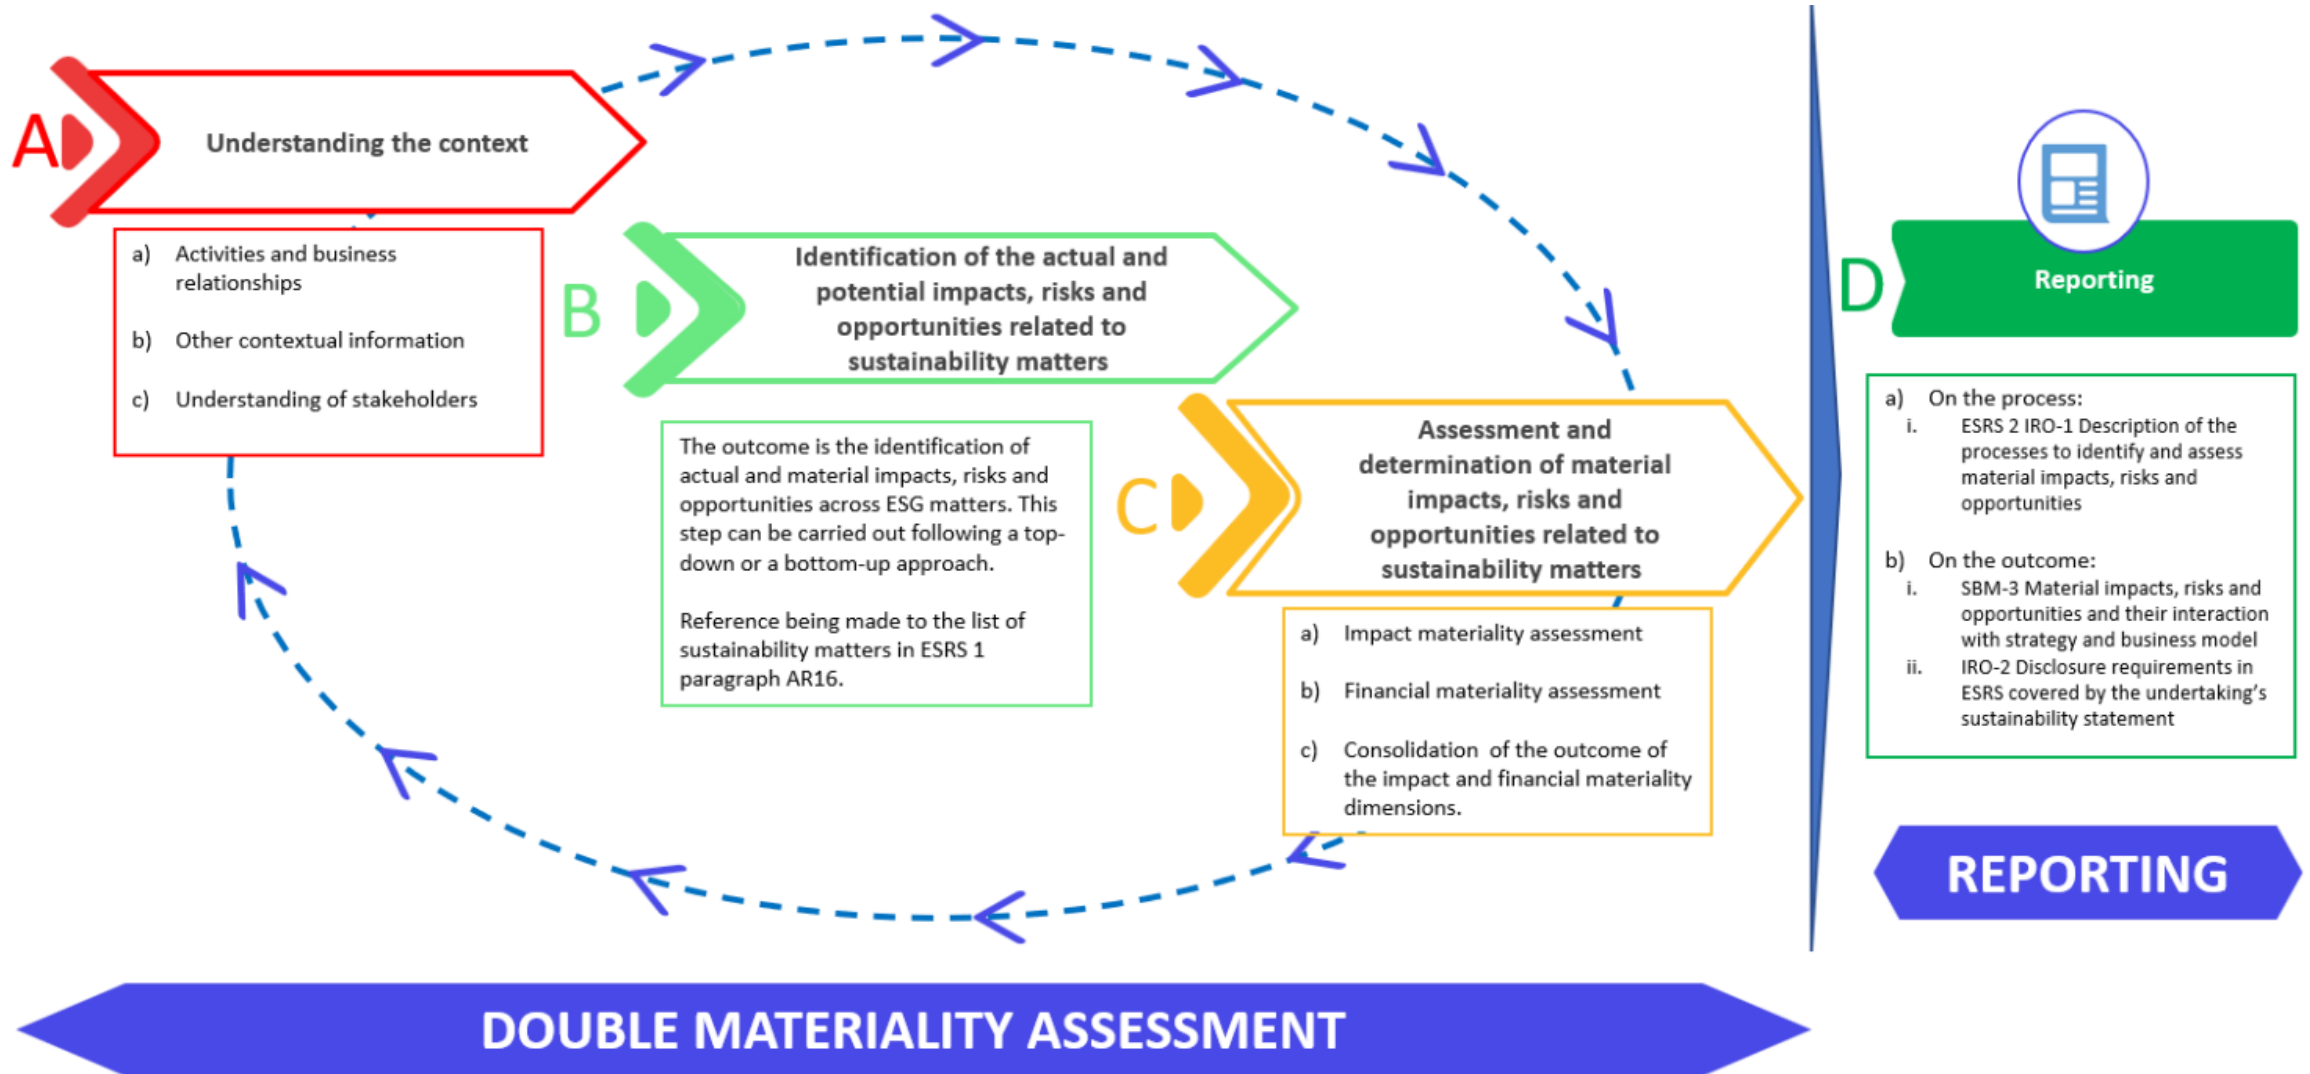 A
Understanding the context
a) Activities and business
relationships
b) Other contextual information
c) Understanding of stakeholders
B
Identification of the actual and
potential impacts, risks and
opportunities related to
sustainability matters
The outcome is the identification of
actual and material impacts, risks and
opportunities across ESG matters. This
step can be carried out following a top-
down or a bottom-up approach.
Reference being made to the list of
sustainability matters in ESRS 1
paragraph AR16.
C
Assessment and
determination of material
impacts, risks and
opportunities related to
sustainability matters
a) Impact materiality assessment
b) Financial materiality assessment
c) Consolidation of the outcome of
the impact and financial materiality
dimensions.
D
Reporting
a) On the process:
i. ESRS 2 IRO-1 Description of the
processes to identify and assess
material impacts, risks and
opportunities
b) On the outcome:
i. SBM-3 Material impacts, risks and
opportunities and their interaction
with strategy and business model
ii. IRO-2 Disclosure requirements in
ESRS covered by the undertaking's
sustainability statement
REPORTING
DOUBLE MATERIALITY ASSESSMENT